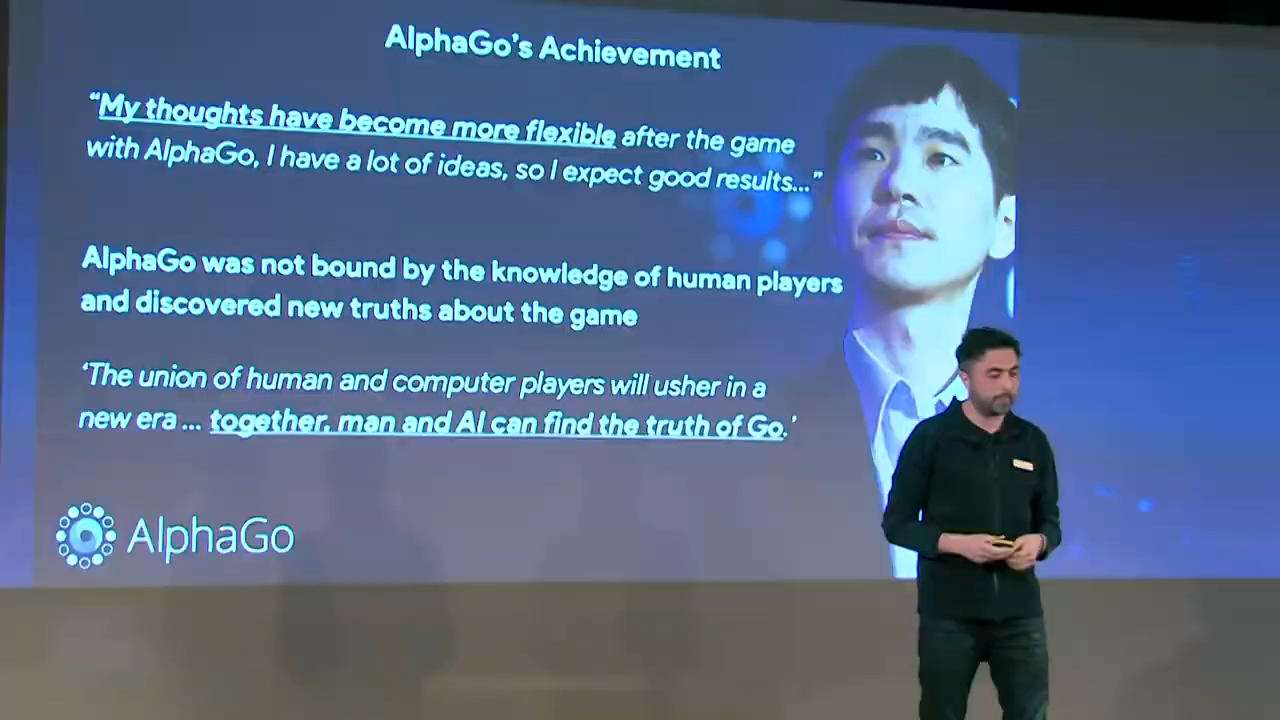 AlphaGo's Achievement
“My thoughts have become more flexible after the game
with AlphaGo, I have a lot of ideas, so I expect good results...”
AlphaGo was not bound by the knowledge of human players
and discovered new truths about the game
‘The union of human and computer players will usher in a
new era ... together, man and AI can find the truth of Go.’
AlphaGo